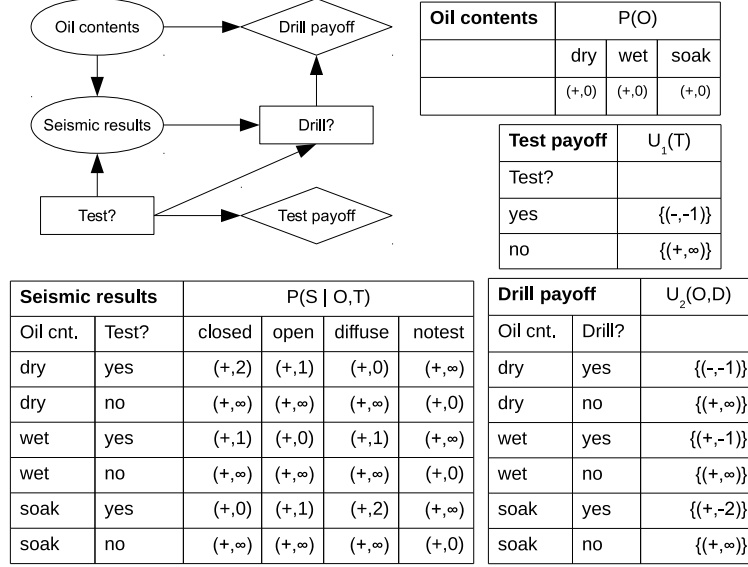 Oil contents
Drill payoff
Seismic results
Drill?
Test?
Test payoff
Oil contents P(O)
dry wet soak
(+,0) (+,0) (+,0)
Test payoff U₁(T)
Test?
yes {(-,-1)}
no {(+,∞)}
Seismic results P(S | O,T)
Oil cnt. Test? closed open diffuse notest
dry yes (+,2) (+,1) (+,0) (+,∞)
dry no (+,∞) (+,∞) (+,∞) (+,0)
wet yes (+,1) (+,0) (+,1) (+,∞)
wet no (+,∞) (+,∞) (+,∞) (+,0)
soak yes (+,0) (+,1) (+,2) (+,∞)
soak no (+,∞) (+,∞) (+,∞) (+,0)
Drill payoff U₂(O,D)
Oil cnt. Drill?
dry yes {(-,-1)}
dry no {(+,∞)}
wet yes {(+,-1)}
wet no {(+,∞)}
soak yes {(+,-2)}
soak no {(+,∞)}